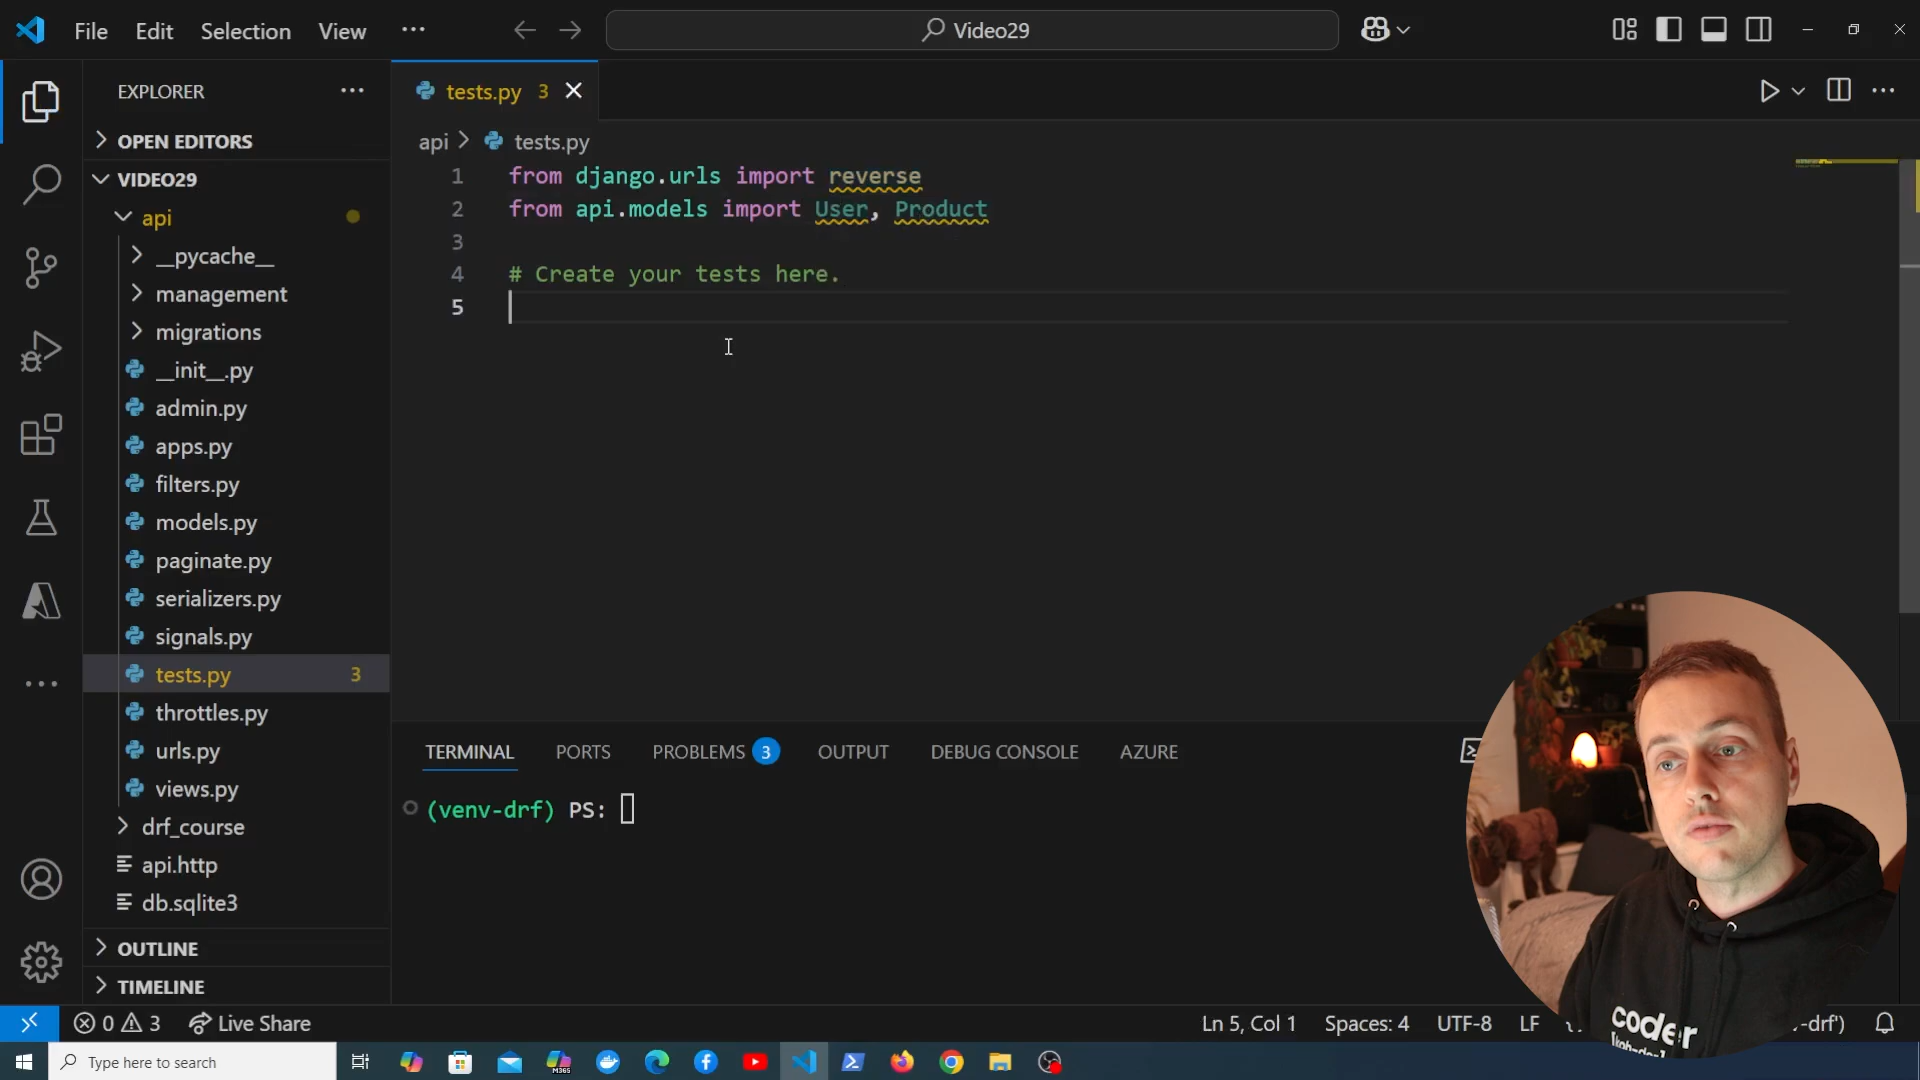 File Edit Selection View ··· Video29
EXPLORER ···
OPEN EDITORS
VIDEO29
api
__pycache__
management
migrations
__init__.py
admin.py
apps.py
filters.py
models.py
paginate.py
serializers.py
signals.py
tests.py 3
throttles.py
urls.py
views.py
drf_course
api.http
db.sqlite3
OUTLINE
TIMELINE
tests.py 3
api > tests.py
1 from django.urls import reverse
2 from api.models import User, Product
3
4 # Create your tests here.
5
TERMINAL PORTS PROBLEMS 3 OUTPUT DEBUG CONSOLE AZURE
(venv-drf) PS:
coder
0 3 Live Share Ln 5, Col 1 Spaces: 4 UTF-8 LF -drf')
Type here to search
M365